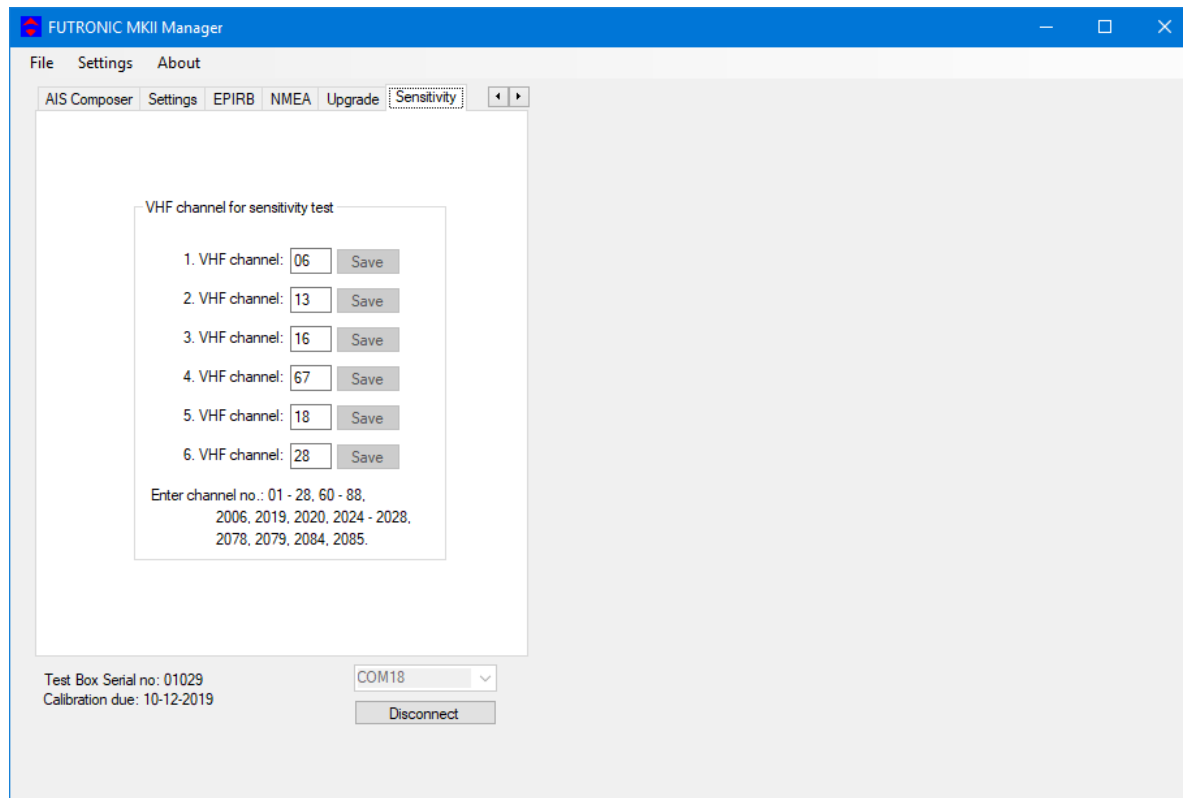 FUTRONIC MKII Manager
File Settings About
AIS Composer Settings EPIRB NMEA Upgrade Sensitivity
VHF channel for sensitivity test
1. VHF channel: 06 Save
2. VHF channel: 13 Save
3. VHF channel: 16 Save
4. VHF channel: 67 Save
5. VHF channel: 18 Save
6. VHF channel: 28 Save
Enter channel no.: 01 - 28, 60 - 88,
2006, 2019, 2020, 2024 - 2028,
2078, 2079, 2084, 2085.
Test Box Serial no: 01029
Calibration due: 10-12-2019
COM18
Disconnect